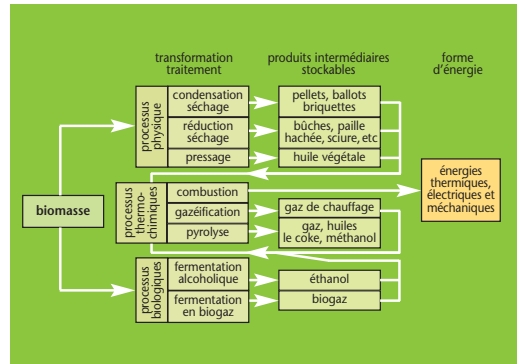 transformation
traitement
produits intermédiaires
stockables
forme
d'énergie
biomasse
processus
physique
condensation
séchage
pellets, ballots
briquettes
réduction
séchage
bûches, paille
hachée, sciure, etc
pressage
huile végétale
processus
thermo-
chimiques
combustion
énergies
thermiques,
électriques et
méchaniques
gazéification
gaz de chauffage
pyrolyse
gaz, huiles
le coke, méthanol
processus
biologiques
fermentation
alcoholique
éthanol
fermentation
en biogaz
biogaz